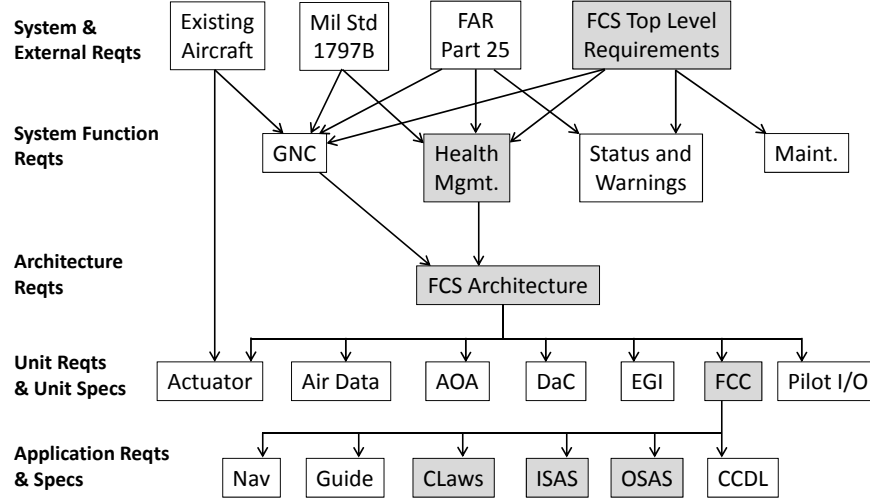 System &
External Reqts
Existing
Aircraft
Mil Std
1797B
FAR
Part 25
FCS Top Level
Requirements
System Function
Reqts
GNC
Health
Mgmt.
Status and
Warnings
Maint.
Architecture
Reqts
FCS Architecture
Unit Reqts
& Unit Specs
Actuator
Air Data
AOA
DaC
EGI
FCC
Pilot I/O
Application Reqts
& Specs
Nav
Guide
CLaws
ISAS
OSAS
CCDL